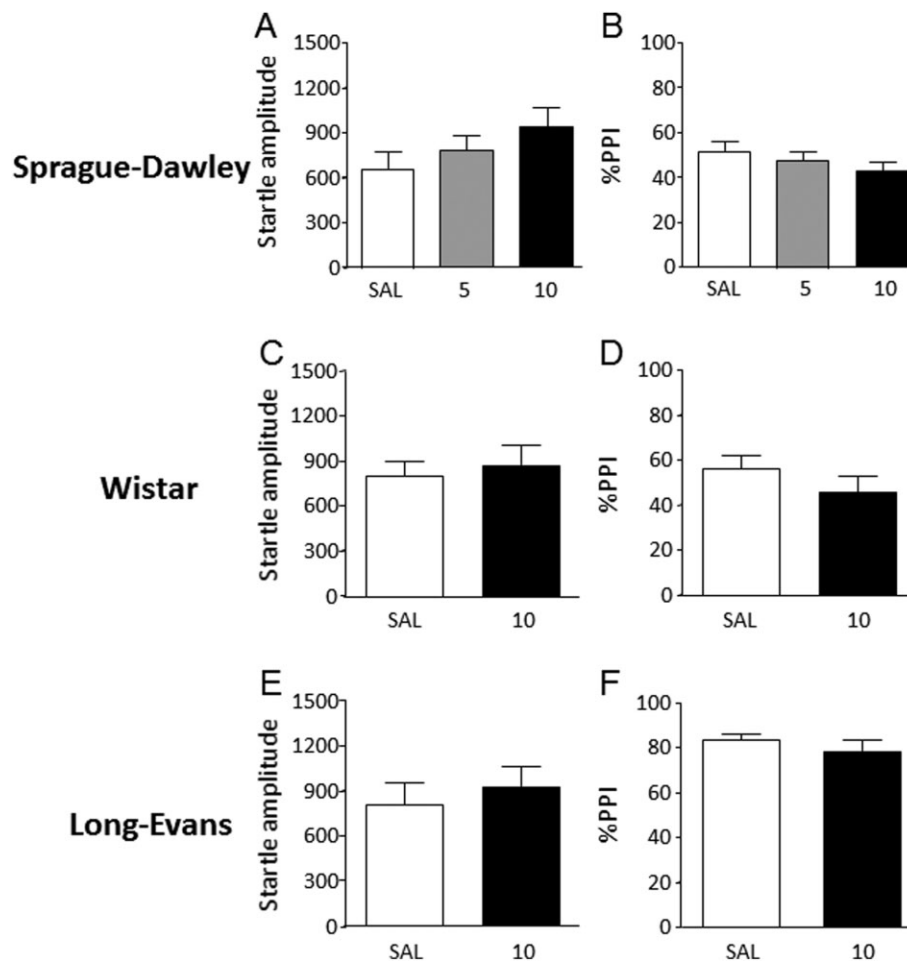 A
B
Sprague-Dawley
Startle amplitude
1500
1200
900
600
300
0
SAL 5 10
%PPI
100
80
60
40
20
0
SAL 5 10
C
D
Wistar
Startle amplitude
1500
1200
900
600
300
0
SAL 10
%PPI
100
80
60
40
20
0
SAL 10
E
F
Long-Evans
Startle amplitude
1500
1200
900
600
300
0
SAL 10
%PPI
100
80
60
40
20
0
SAL 10